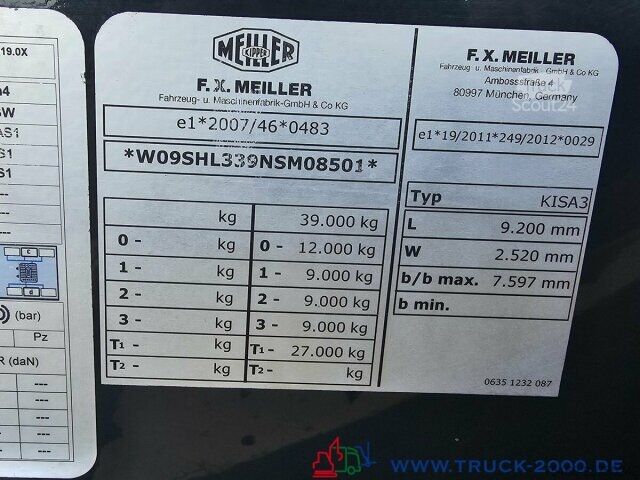 19.0X
n4
SW
AS1
S1
S1
c
d
(bar)
Pz
R (daN)
---
---
---
---
MEILLER
KIPPER
F. X. MEILLER
Fahrzeug- u. Maschinenfabrik-GmbH & Co KG
e1*2007/46*0483
*W09SHL339NSM08501*
kg 39.000 kg
0 - kg 0 - 12.000 kg
1 - kg 1 - 9.000 kg
2 - kg 2 - 9.000 kg
3 - kg 3 - 9.000 kg
T1 - kg T1 - 27.000 kg
T2 - kg T2 - kg
F. X. MEILLER
Fahrzeug- u. Maschinenfabrik - GmbH & Co KG
Ambossstraße 4
80997 München, Germany
Truck
Scout24
e1*19/2011*249/2012*0029
Typ KISA3
L 9.200 mm
W 2.520 mm
b/b max. 7.597 mm
b min.
0635 1232 087
WWW.TRUCK-2000.DE